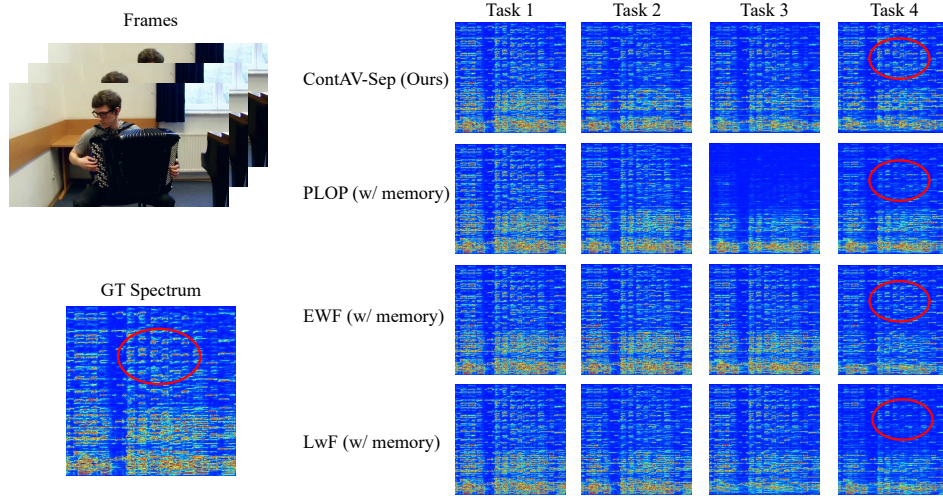 Frames
Task 1
Task 2
Task 3
Task 4
ContAV-Sep (Ours)
PLOP (w/ memory)
GT Spectrum
EWF (w/ memory)
LwF (w/ memory)